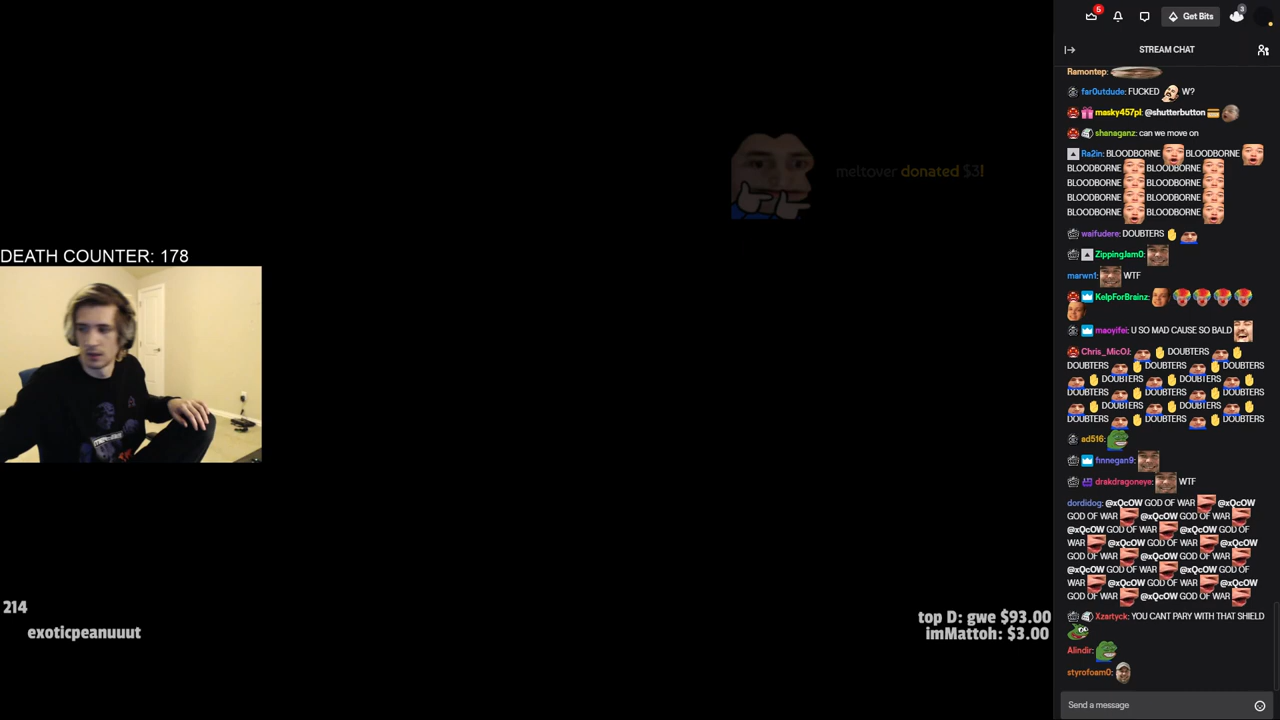 5
Get Bits
3
STREAM CHAT
Ramontep:
far0utdude: FUCKED W?
masky457pl: @shutterbutton
shanaganz: can we move on
Ra2in: BLOODBORNE BLOODBORNE
BLOODBORNE BLOODBORNE
BLOODBORNE BLOODBORNE
BLOODBORNE BLOODBORNE
BLOODBORNE BLOODBORNE
waifudere: DOUBTERS
ZippingJam0:
marwn1: WTF
KelpForBrainz:
maoyifei: U SO MAD CAUSE SO BALD
Chris_MicOJ: DOUBTERS
DOUBTERS DOUBTERS DOUBTERS
DOUBTERS DOUBTERS
DOUBTERS DOUBTERS DOUBTERS
DOUBTERS DOUBTERS
DOUBTERS DOUBTERS DOUBTERS
ad516:
finnegan9:
drakdragoneye: WTF
dordidog: @xQcOW GOD OF WAR @xQcOW
GOD OF WAR @xQcOW GOD OF WAR
@xQcOW GOD OF WAR @xQcOW GOD OF
WAR @xQcOW GOD OF WAR @xQcOW
GOD OF WAR @xQcOW GOD OF WAR
@xQcOW GOD OF WAR @xQcOW GOD OF
WAR @xQcOW GOD OF WAR @xQcOW
GOD OF WAR @xQcOW GOD OF WAR
Xzartyck: YOU CANT PARY WITH THAT SHIELD
Alindir:
styrofoam0:
Send a message
meltover donated $3!
DEATH COUNTER: 178
214
exoticpeanuuut
top D: gwe $93.00
imMattoh: $3.00